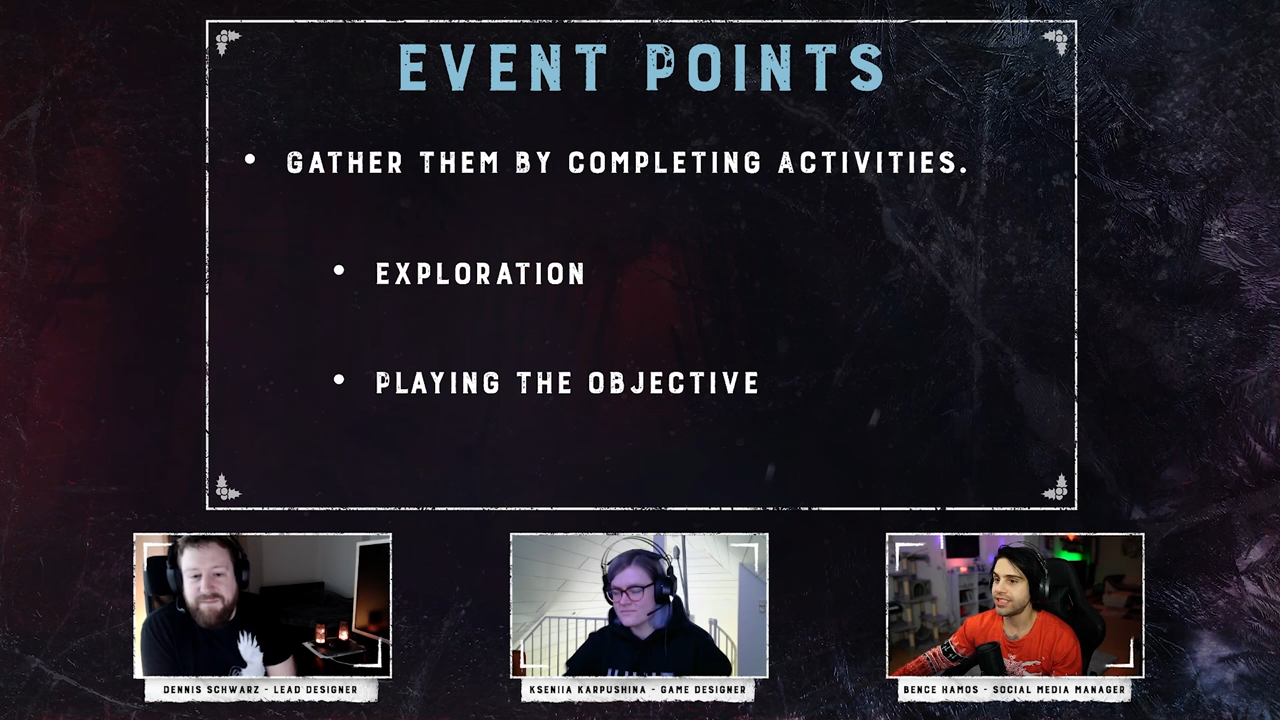 EVENT POINTS
• GATHER THEM BY COMPLETING ACTIVITIES.
• EXPLORATION
• PLAYING THE OBJECTIVE
DENNIS SCHWARZ - LEAD DESIGNER
KSENIIA KARPUSHINA - GAME DESIGNER
BENCE HAMOS - SOCIAL MEDIA MANAGER